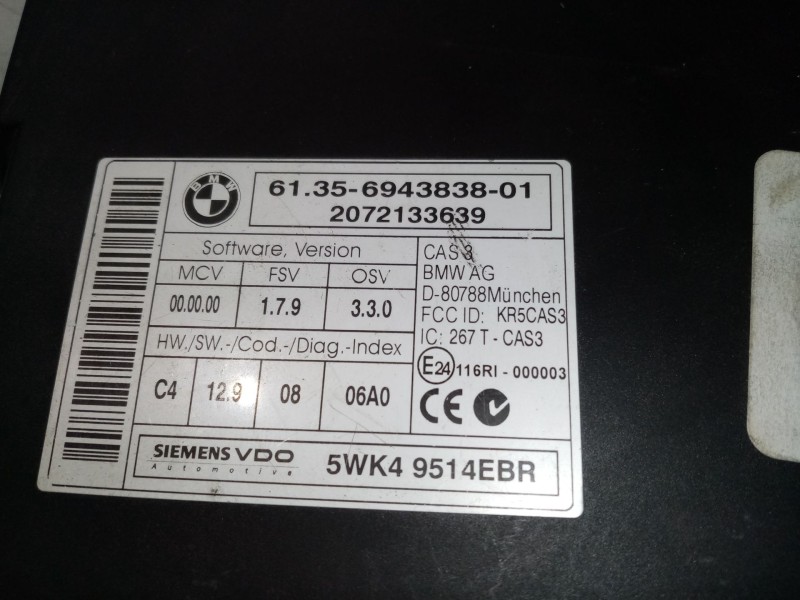 BMW
61.35-6943838-01
2072133639
Software, Version
MCV FSV OSV
00.00.00 1.7.9 3.3.0
HW./SW.-/Cod.-/Diag.-Index
C4 12.9 08 06A0
CAS 3
BMW AG
D-80788München
FCC ID: KR5CAS3
IC: 267 T - CAS3
E24 116RI - 000003
CE
SIEMENS VDO
Automotive
5WK4 9514EBR